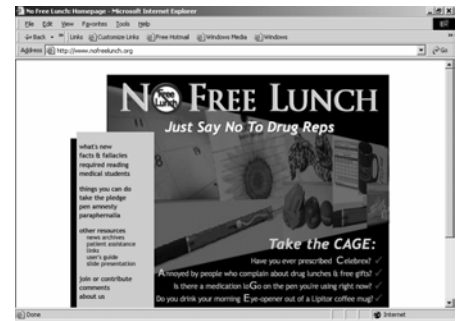 No Free Lunch: Homepage - Microsoft Internet Explorer
File Edit View Favorites Tools Help
Back Links Customize Links Free Hotmail Windows Media Windows
Address http://www.nofreelunch.org Go
NO FREE LUNCH
Free Lunch
Just Say No To Drug Reps
what's new
facts & fallacies
required reading
medical students
things you can do
take the pledge
pen amnesty
paraphernalia
other resources
news archives
patient assistance
links
user's guide
slide presentation
join or contribute
comments
about us
Take the CAGE:
Have you ever prescribed Celebrex?
Annoyed by people who complain about drug lunches & free gifts?
Is there a medication loGo on the pen you're using right now?
Do you drink your morning Eye-opener out of a Lipitor coffee mug?
Done Internet